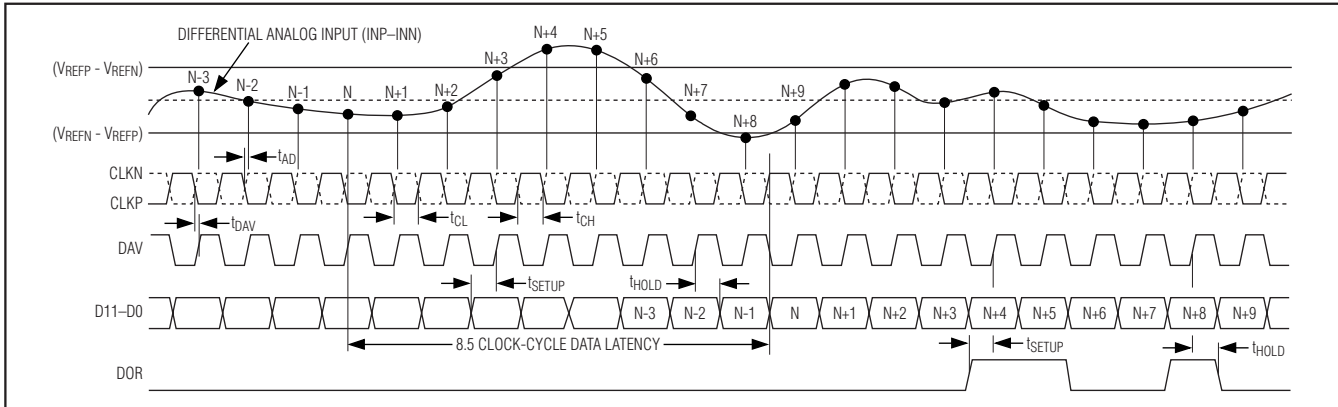 DIFFERENTIAL ANALOG INPUT (INP–INN)
(VREFP - VREFN)
(VREFN - VREFP)
N-3
N-2
N-1
N
N+1
N+2
N+3
N+4
N+5
N+6
N+7
N+8
N+9
tAD
CLKN
CLKP
tDAV
tCL
tCH
DAV
tSETUP
tHOLD
D11–D0
N-3
N-2
N-1
N
N+1
N+2
N+3
N+4
N+5
N+6
N+7
N+8
N+9
8.5 CLOCK-CYCLE DATA LATENCY
tSETUP
tHOLD
DOR